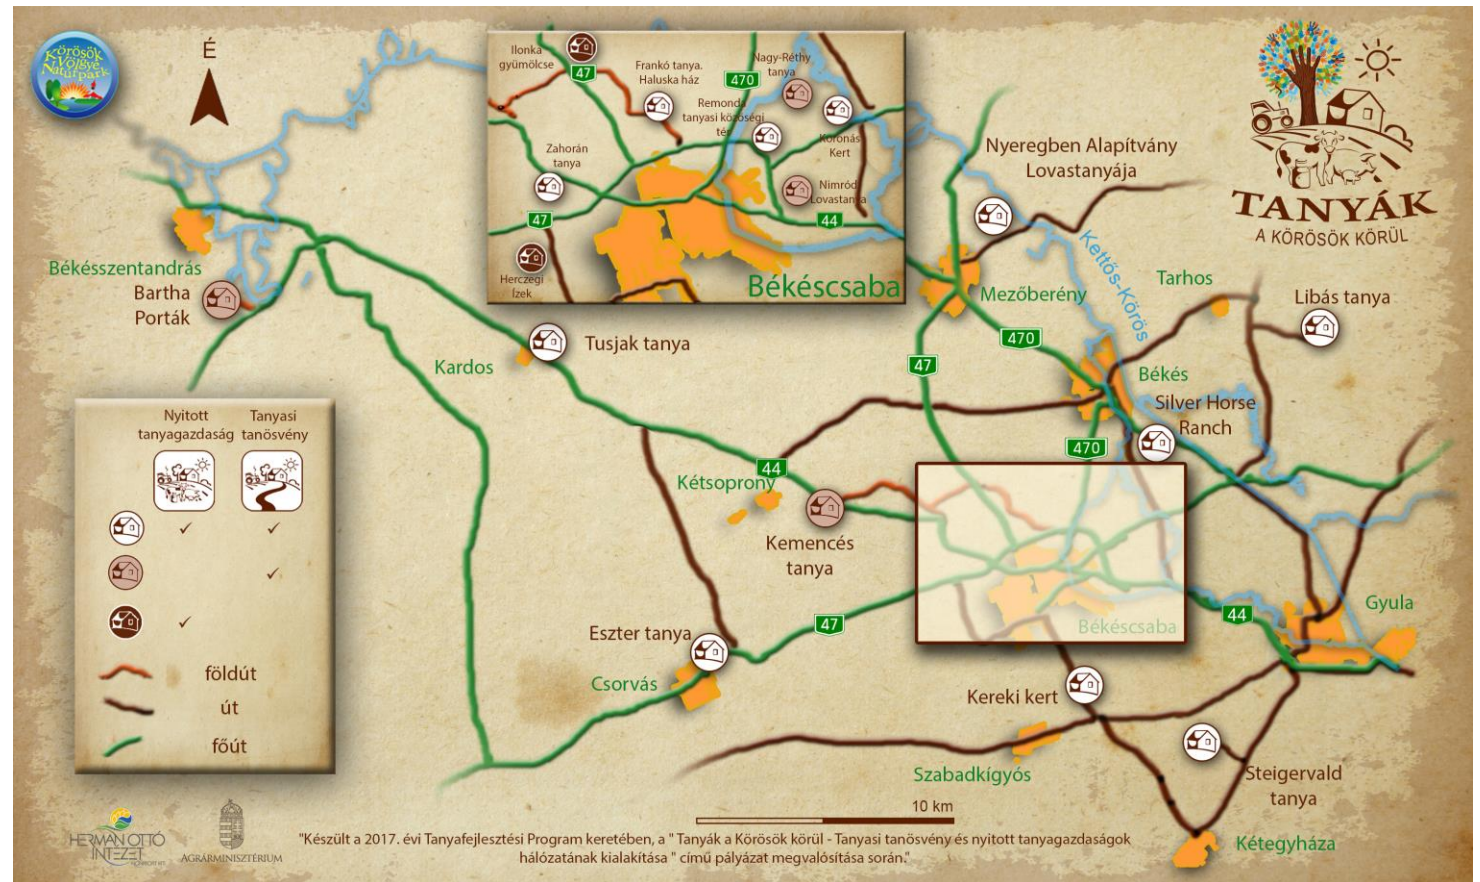 Körösök
Völgye
Natúrpark
É
Ilonka
gyümölcse
47
Frankó tanya.
Haluska ház
470
Nagy-Réthy
tanya
Remonda
tanyasi közösségi
tér
Koronás
Kert
Zahorán
tanya
Nimród
Lovastanya
47
44
Herczegi
Ízek
Békéscsaba
Nyeregben Alapítvány
Lovastanyája
TANYÁK
A KÖRÖSÖK KÖRÜL
Békésszentandrás
Bartha
Porták
Kettős-Körös
Tarhos
Mezőberény
Libás tanya
Tusjak tanya
Kardos
470
47
Békés
Silver Horse
Ranch
470
Nyitott
tanyagazdaság
Tanyasi
tanösvény
földút
út
főút
44
Kétsoprony
Kemencés
tanya
Békéscsaba
44
Gyula
47
Eszter tanya
Csorvás
Kereki kert
Szabadkígyós
Steigervald
tanya
Kétegyháza
10 km
HERMAN OTTÓ
INTÉZET
AGRÁRMINISZTÉRIUM
"Készült a 2017. évi Tanyafejlesztési Program keretében, a " Tanyák a Körösök körül - Tanyasi tanösvény és nyitott tanyagazdaságok
hálózatának kialakítása " című pályázat megvalósítása során."